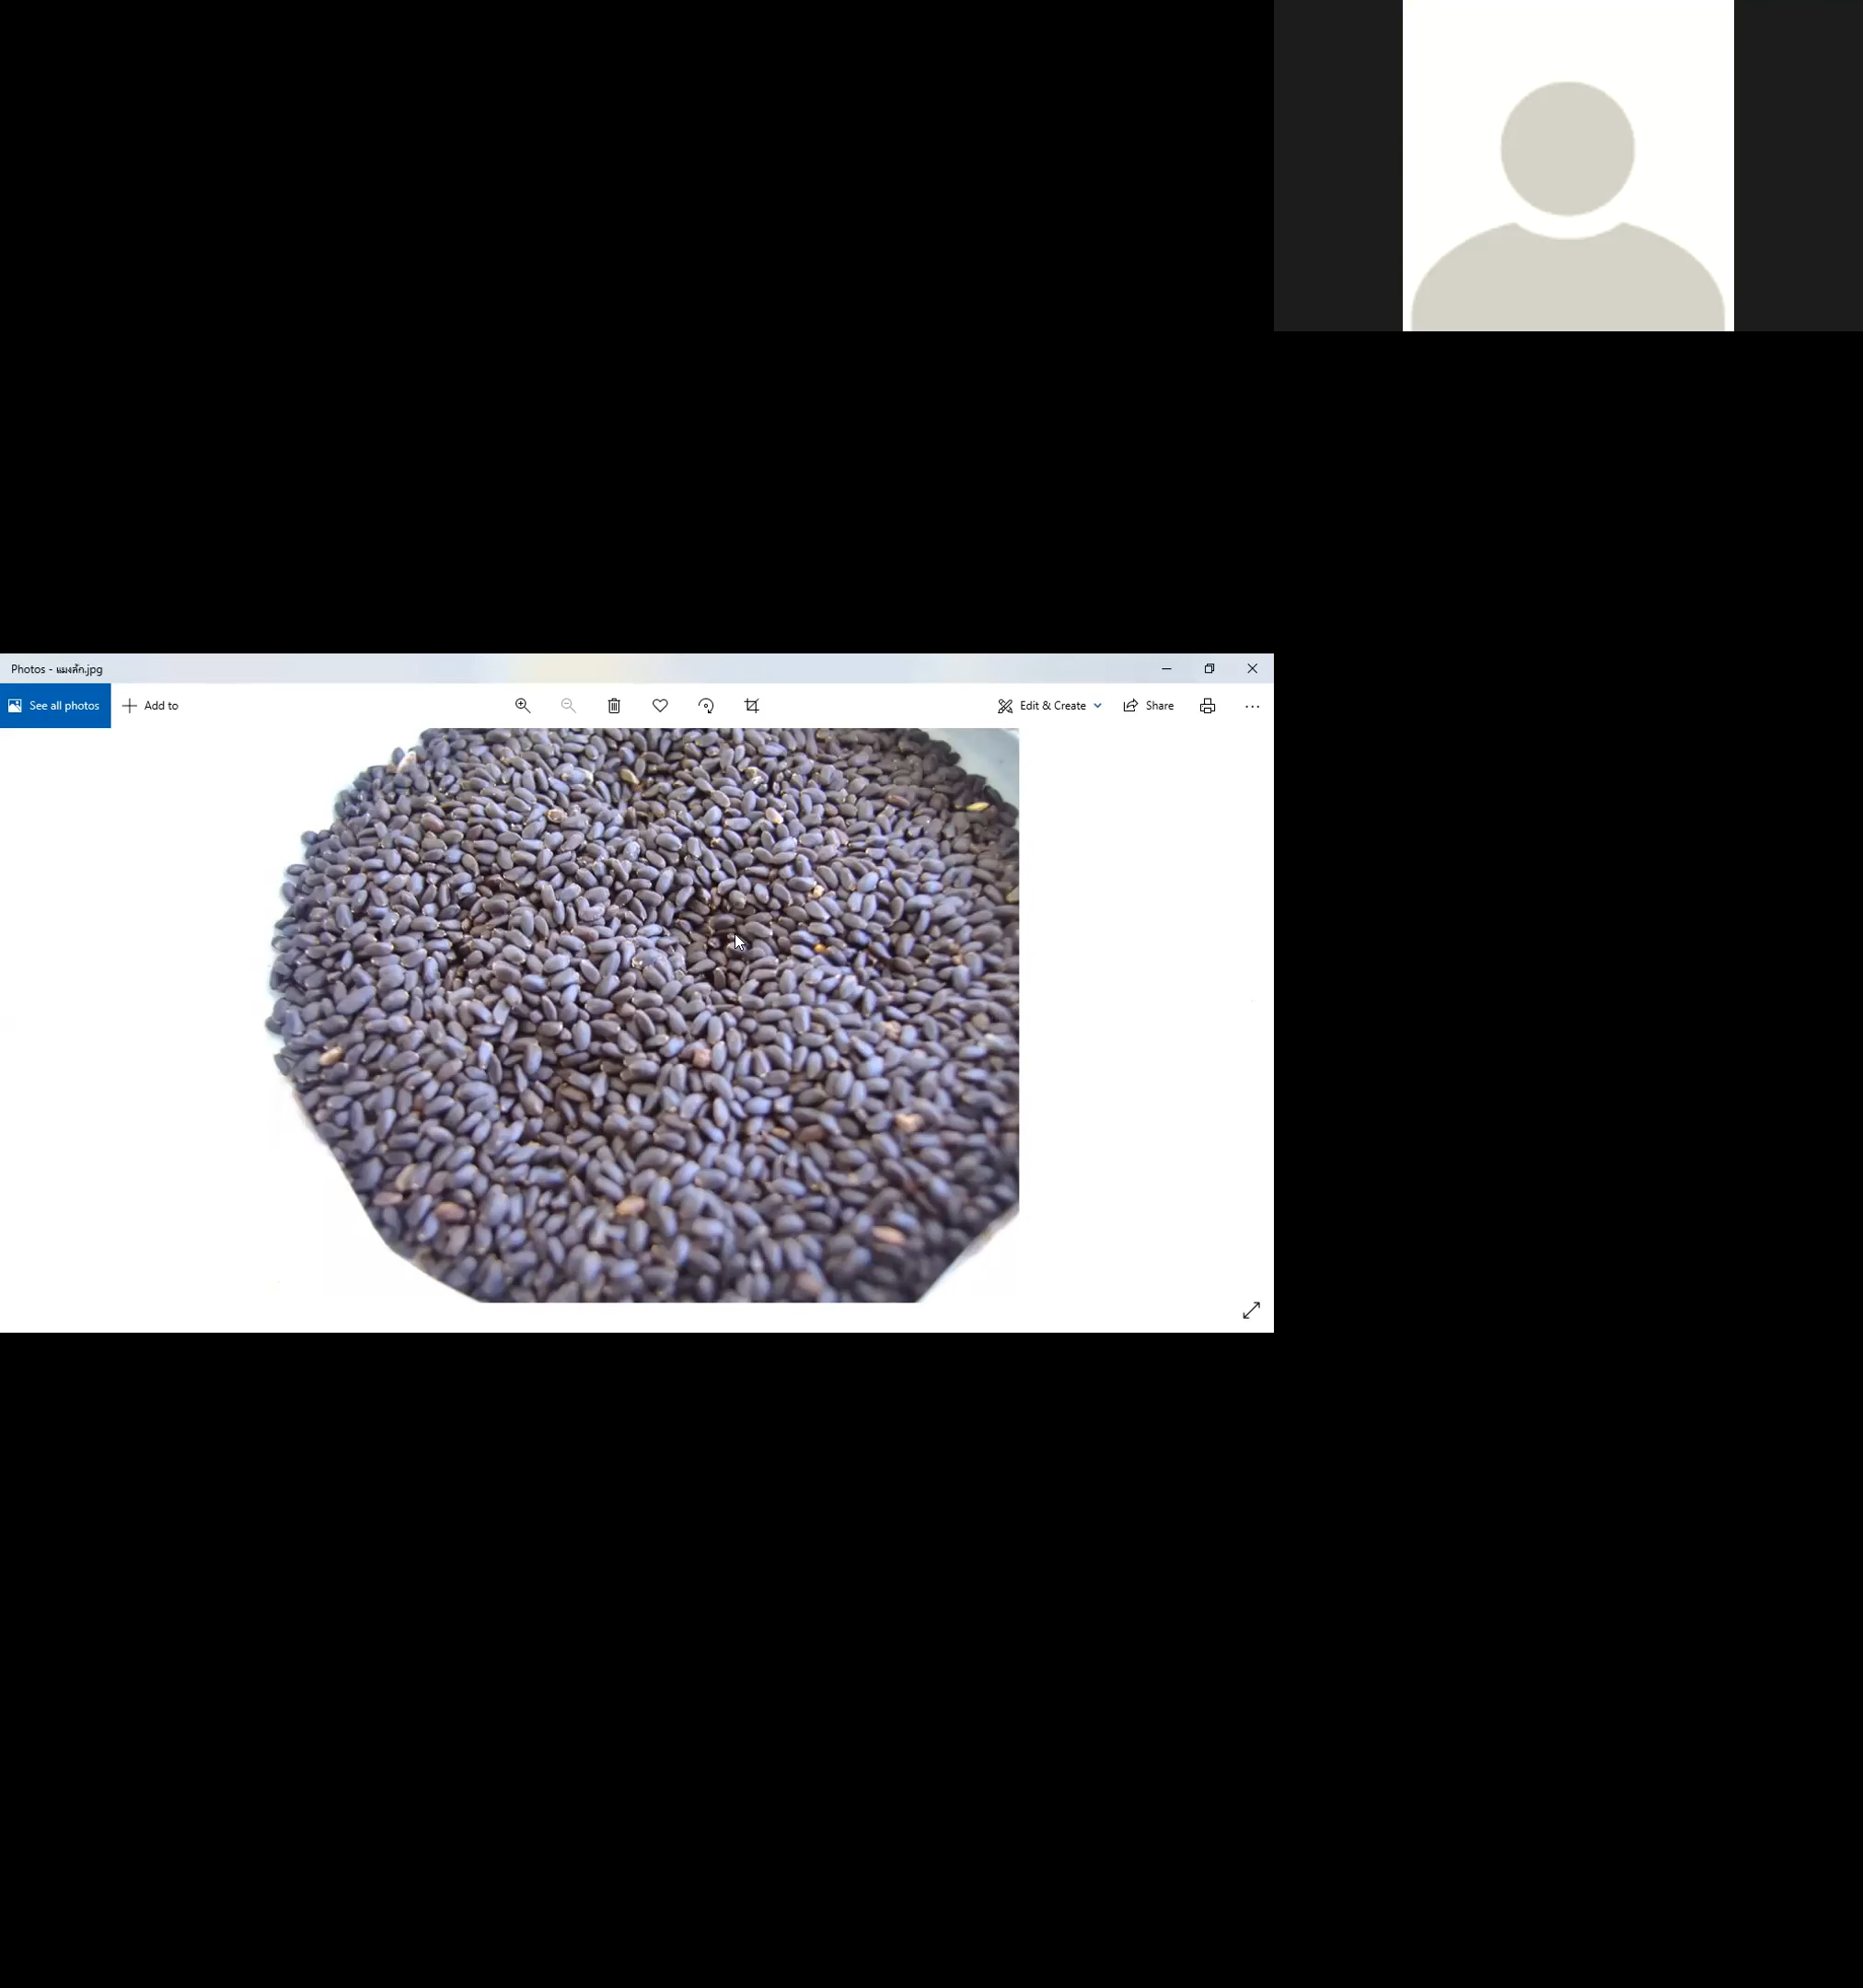 Photos - แมงลัก.jpg
See all photos
Add to
Edit & Create
Share